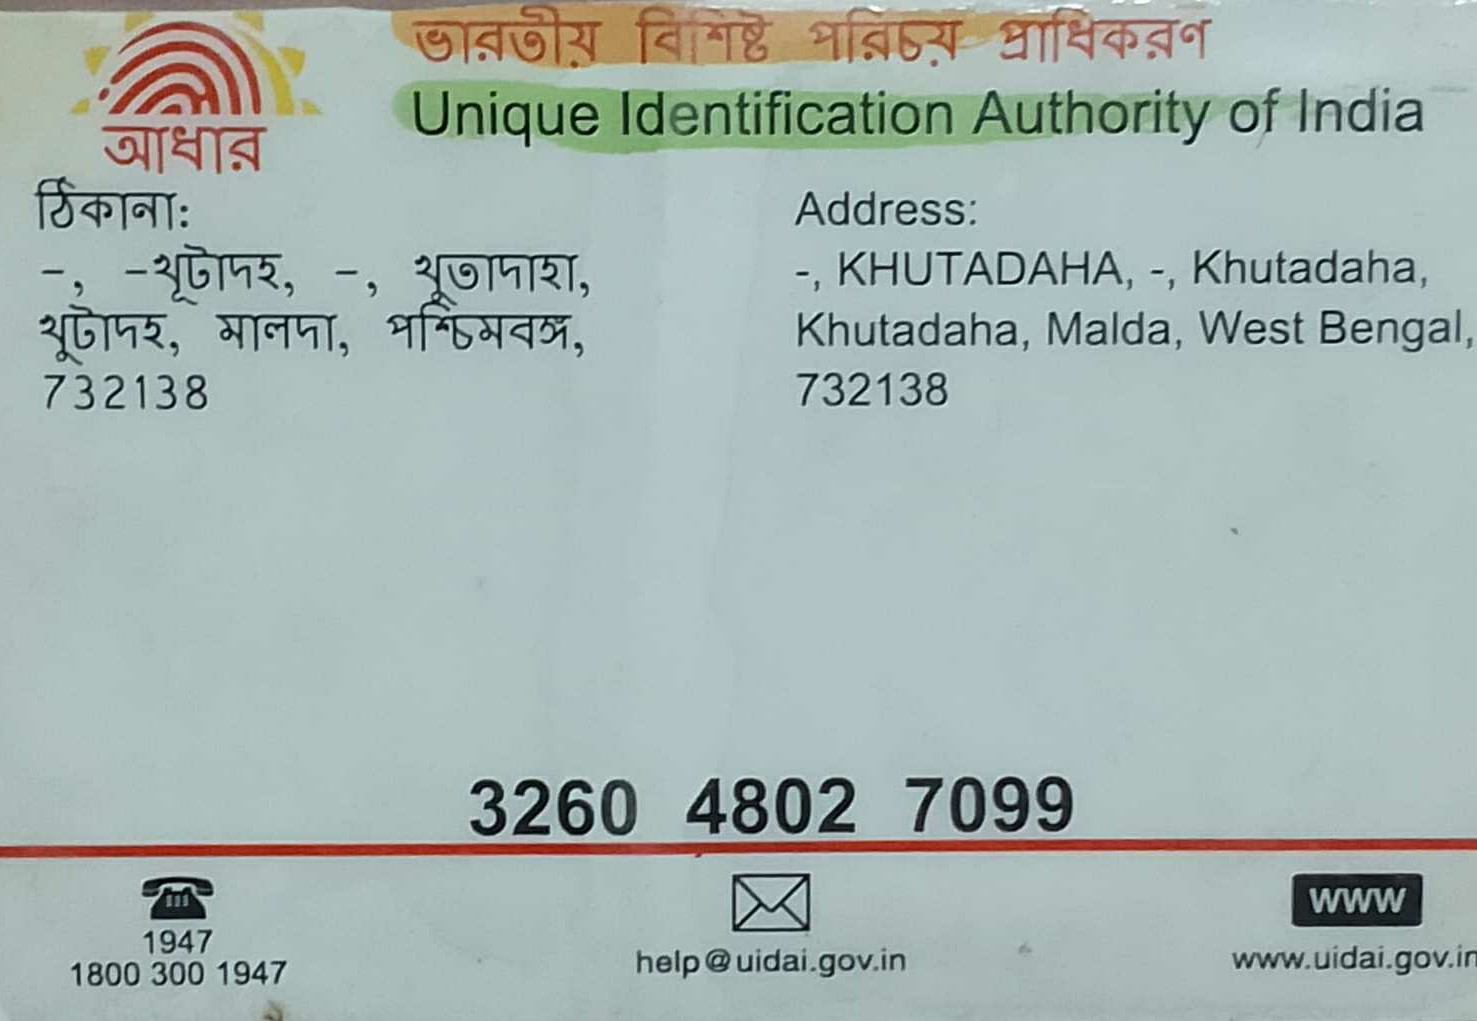 ভারতীয় বিশিষ্ট পরিচয় প্রাধিকরণ
Unique Identification Authority of India
আধার
ঠিকানা:
-, -খূটাদহ, -, খূতাদাহা,
খূটাদহ, মালদা, পশ্চিমবঙ্গ,
732138
Address:
-, KHUTADAHA, -, Khutadaha,
Khutadaha, Malda, West Bengal,
732138
3260 4802 7099
1947
1800 300 1947
help@uidai.gov.in
www
www.uidai.gov.in